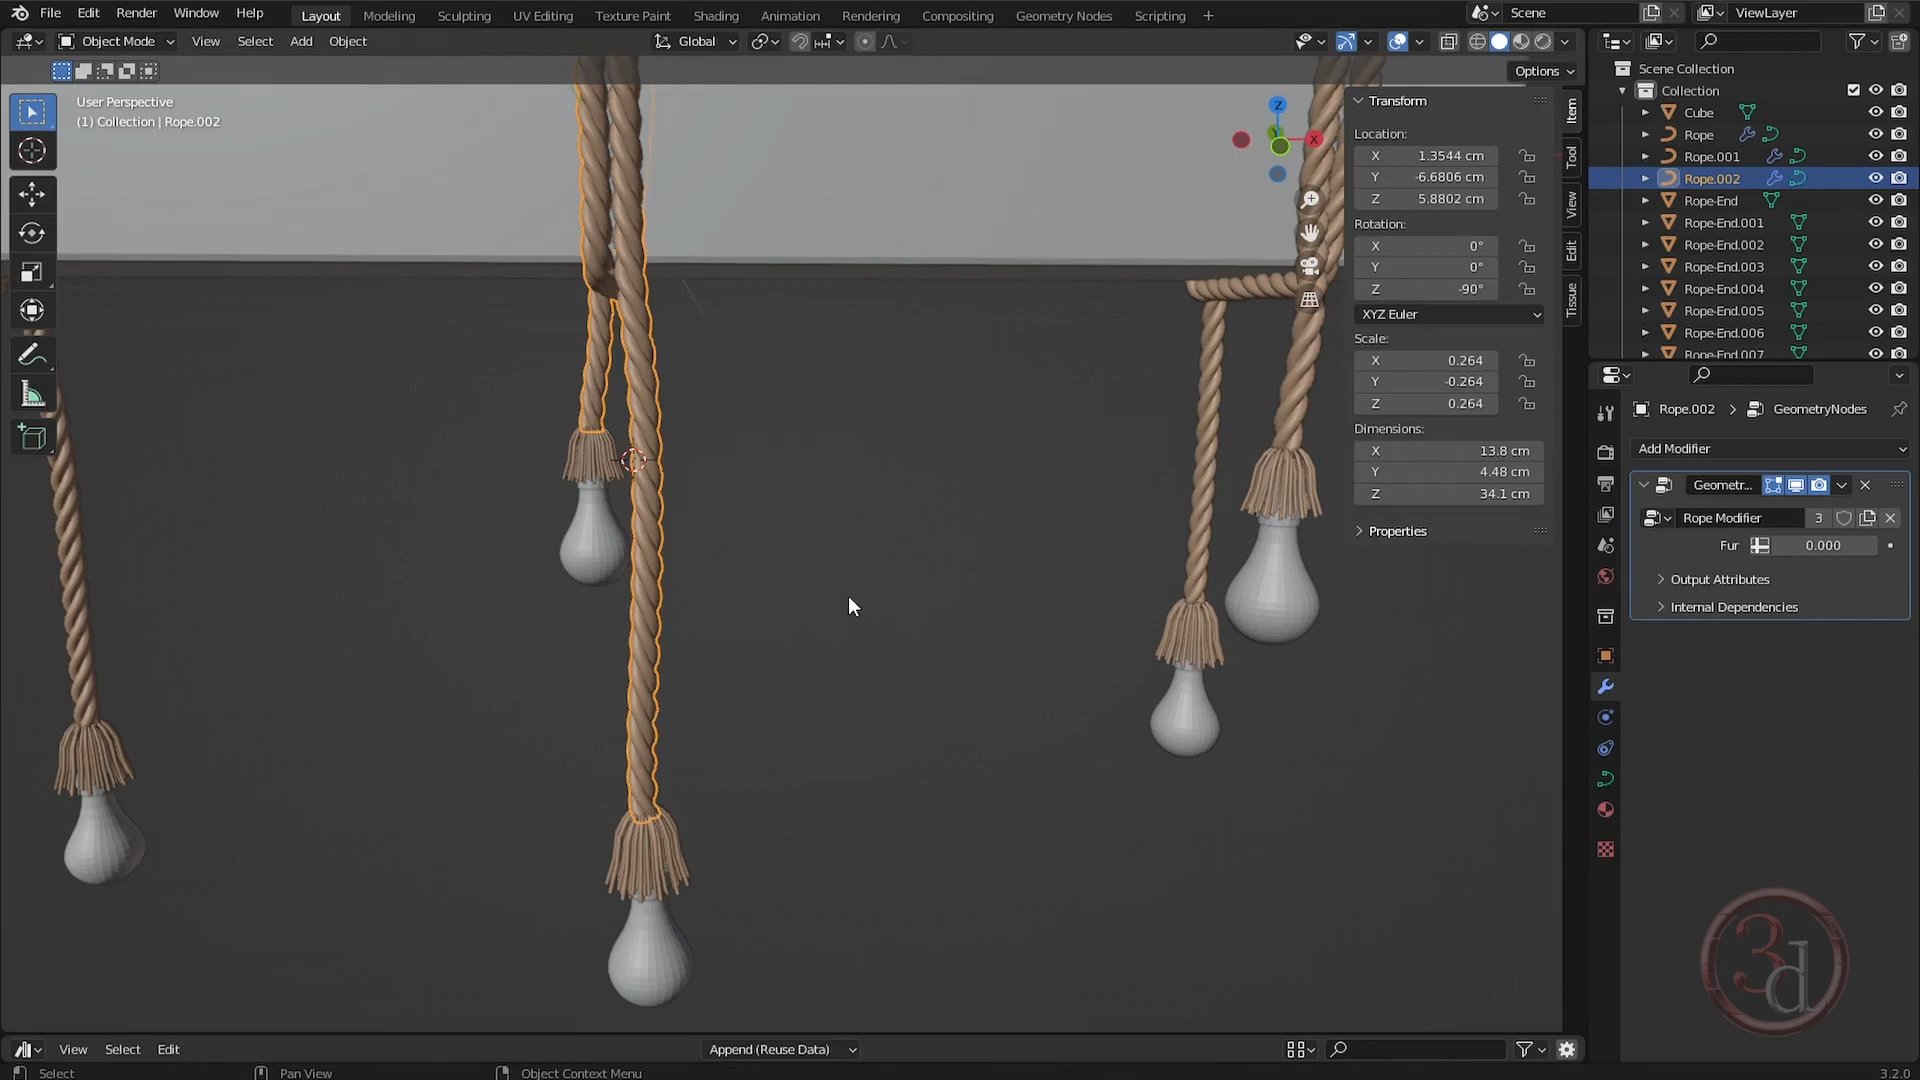 File Edit Render Window Help Layout Modeling Sculpting UV Editing Texture Paint Shading Animation Rendering Compositing Geometry Nodes Scripting + Scene ViewLayer
Object Mode View Select Add Object Global
Options
User Perspective
(1) Collection | Rope.002
Z
X
Transform
Location:
X 1.3544 cm
Y -6.6806 cm
Z 5.8802 cm
Rotation:
X 0°
Y 0°
Z -90°
XYZ Euler
Scale:
X 0.264
Y -0.264
Z 0.264
Dimensions:
X 13.8 cm
Y 4.48 cm
Z 34.1 cm
Properties
Item
Tool
View
Edit
Tissue
Scene Collection
Collection
Cube
Rope
Rope.001
Rope.002
Rope-End
Rope-End.001
Rope-End.002
Rope-End.003
Rope-End.004
Rope-End.005
Rope-End.006
Rope-End.007
Rope.002 > GeometryNodes
Add Modifier
Geometr...
Rope Modifier 3
Fur 0.000
Output Attributes
Internal Dependencies
3d
View Select Edit Append (Reuse Data)
Select Pan View Object Context Menu 3.2.0